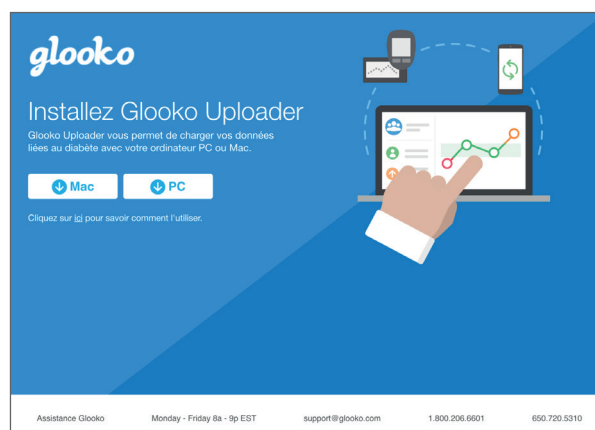 glooko
Installez Glooko Uploader
Glooko Uploader vous permet de charger vos données
liées au diabète avec votre ordinateur PC ou Mac.
Mac PC
Cliquez sur ici pour savoir comment l'utiliser.
Assistance Glooko Monday - Friday 8a - 9p EST support@glooko.com 1.800.206.6601 650.720.5310